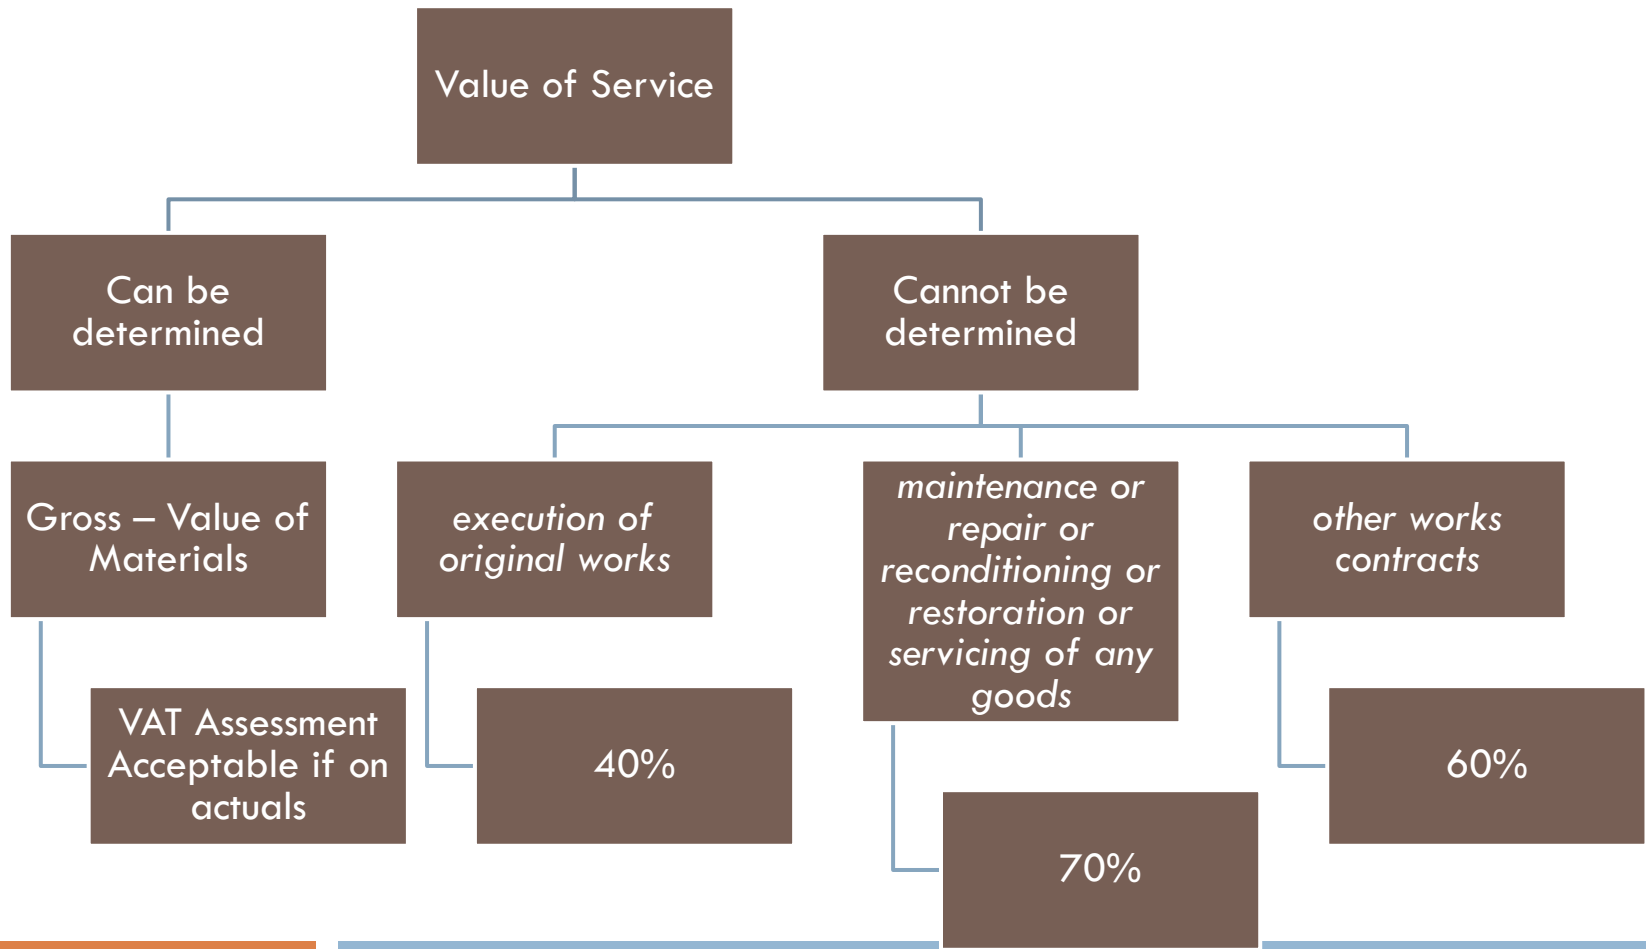 Value of Service
Can be
determined
Cannot be
determined
Gross – Value of
Materials
execution of
original works
maintenance or
repair or
reconditioning or
restoration or
servicing of any
goods
other works
contracts
VAT Assessment
Acceptable if on
actuals
40%
70%
60%